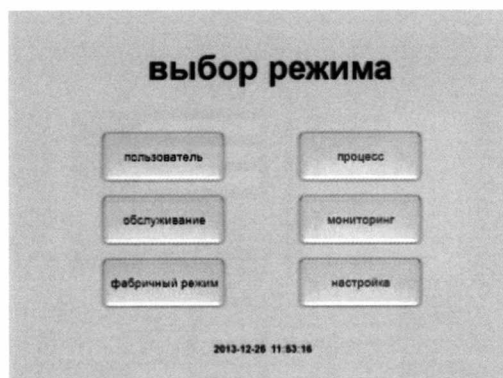 выбор режима
пользователь
процесс
обслуживание
мониторинг
фабричный режим
настройка
2013-12-26 11:53:16